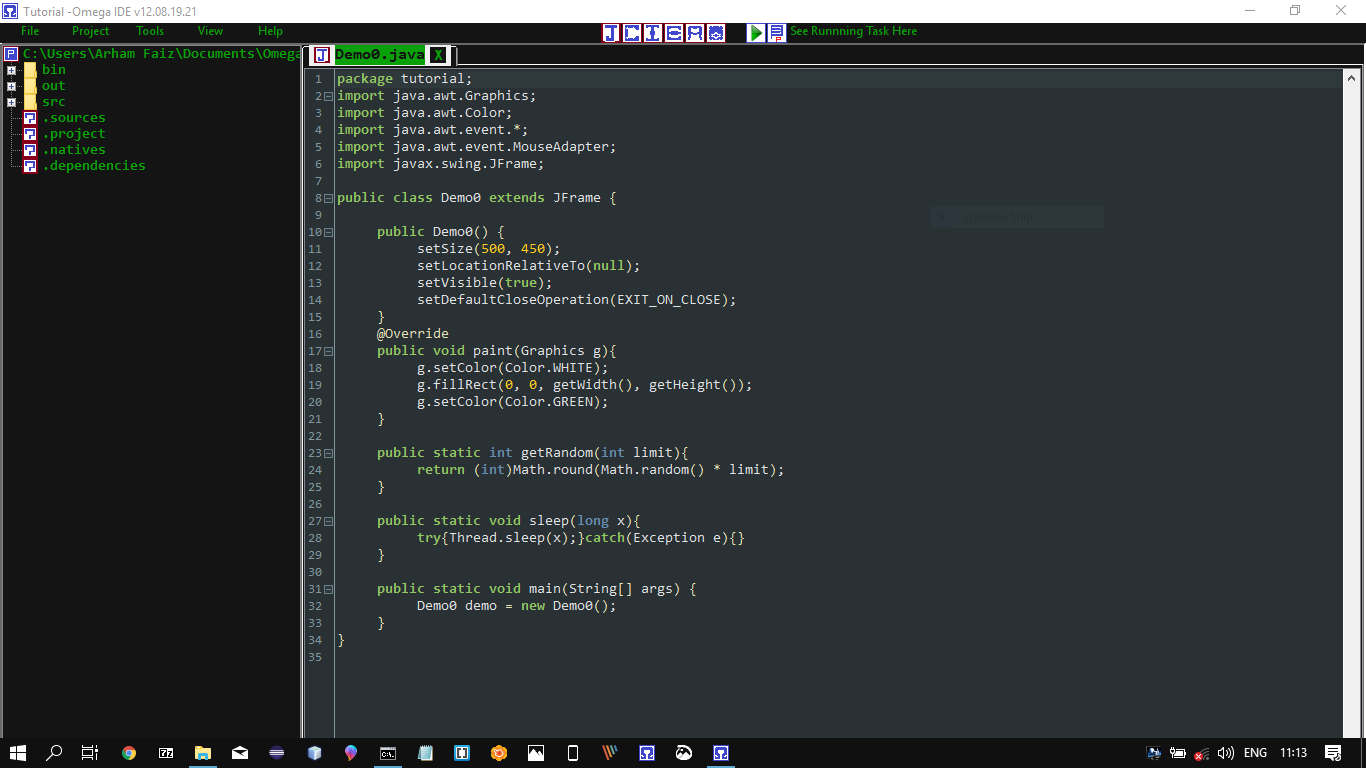 Tutorial -Omega IDE v12.08.19.21
File Project Tools View Help
J C I E A
See Runnning Task Here
P C:\Users\Arham Faiz\Documents\Omega
bin
out
src
.sources
.project
.natives
.dependencies
J Demo0.java X
1 package tutorial;
2 import java.awt.Graphics;
3 import java.awt.Color;
4 import java.awt.event.*;
5 import java.awt.event.MouseAdapter;
6 import javax.swing.JFrame;
7
8 public class Demo0 extends JFrame {
9
10 public Demo0() {
11 setSize(500, 450);
12 setLocationRelativeTo(null);
13 setVisible(true);
14 setDefaultCloseOperation(EXIT_ON_CLOSE);
15 }
16 @Override
17 public void paint(Graphics g){
18 g.setColor(Color.WHITE);
19 g.fillRect(0, 0, getWidth(), getHeight());
20 g.setColor(Color.GREEN);
21 }
22
23 public static int getRandom(int limit){
24 return (int)Math.round(Math.random() * limit);
25 }
26
27 public static void sleep(long x){
28 try{Thread.sleep(x);}catch(Exception e){}
29 }
30
31 public static void main(String[] args) {
32 Demo0 demo = new Demo0();
33 }
34 }
35
7z
C:\.
ENG 11:13